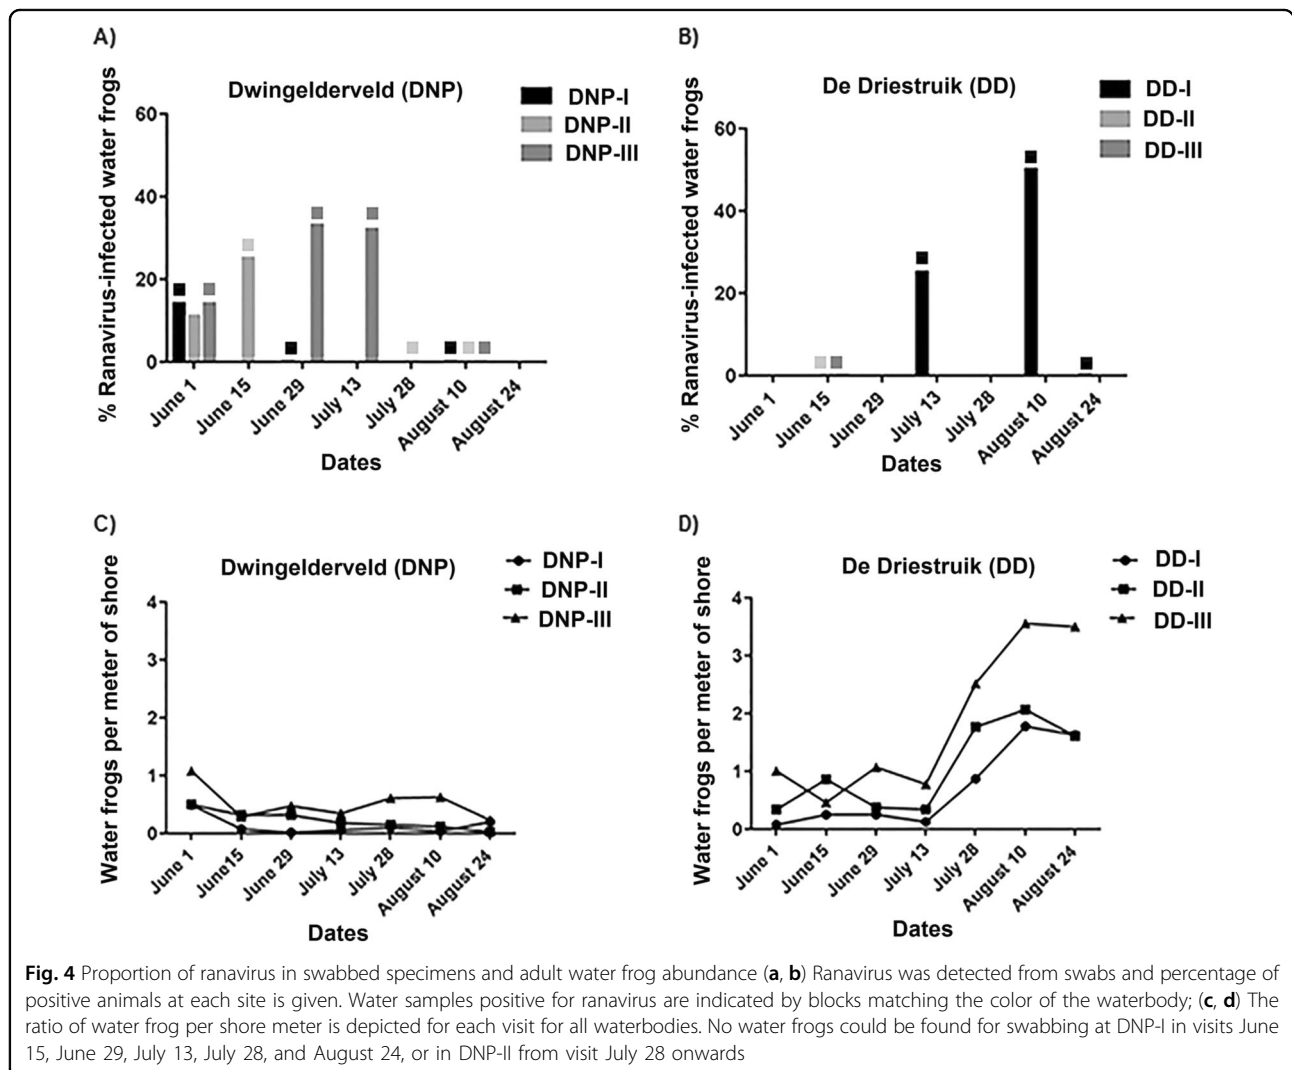 A)
Dwingelderveld (DNP)
DNP-I
DNP-II
DNP-III
% Ranavirus-infected water frogs
60
40
20
0
June 1
June 15
June 29
July 13
July 28
August 10
August 24
Dates
B)
De Driestruik (DD)
DD-I
DD-II
DD-III
% Ranavirus-infected water frogs
60
40
20
0
June 1
June 15
June 29
July 13
July 28
August 10
August 24
Dates
C)
Dwingelderveld (DNP)
DNP-I
DNP-II
DNP-III
Water frogs per meter of shore
4
3
2
1
0
June 1
June15
June 29
July 13
July 28
August 10
August 24
Dates
D)
De Driestruik (DD)
DD-I
DD-II
DD-III
Water frogs per meter of shore
4
3
2
1
0
June 1
June15
June 29
July 13
July 28
August 10
August 24
Dates
Fig. 4 Proportion of ranavirus in swabbed specimens and adult water frog abundance (a, b) Ranavirus was detected from swabs and percentage of
positive animals at each site is given. Water samples positive for ranavirus are indicated by blocks matching the color of the waterbody; (c, d) The
ratio of water frog per shore meter is depicted for each visit for all waterbodies. No water frogs could be found for swabbing at DNP-I in visits June
15, June 29, July 13, July 28, and August 24, or in DNP-II from visit July 28 onwards